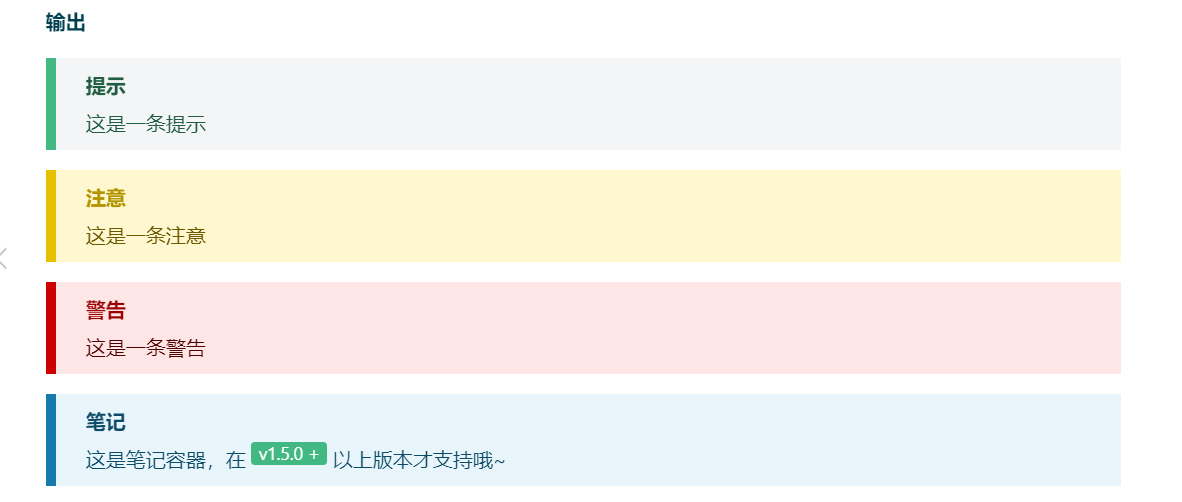 输出
提示
这是一条提示
注意
这是一条注意
警告
这是一条警告
笔记
这是笔记容器，在 v1.5.0 + 以上版本才支持哦~